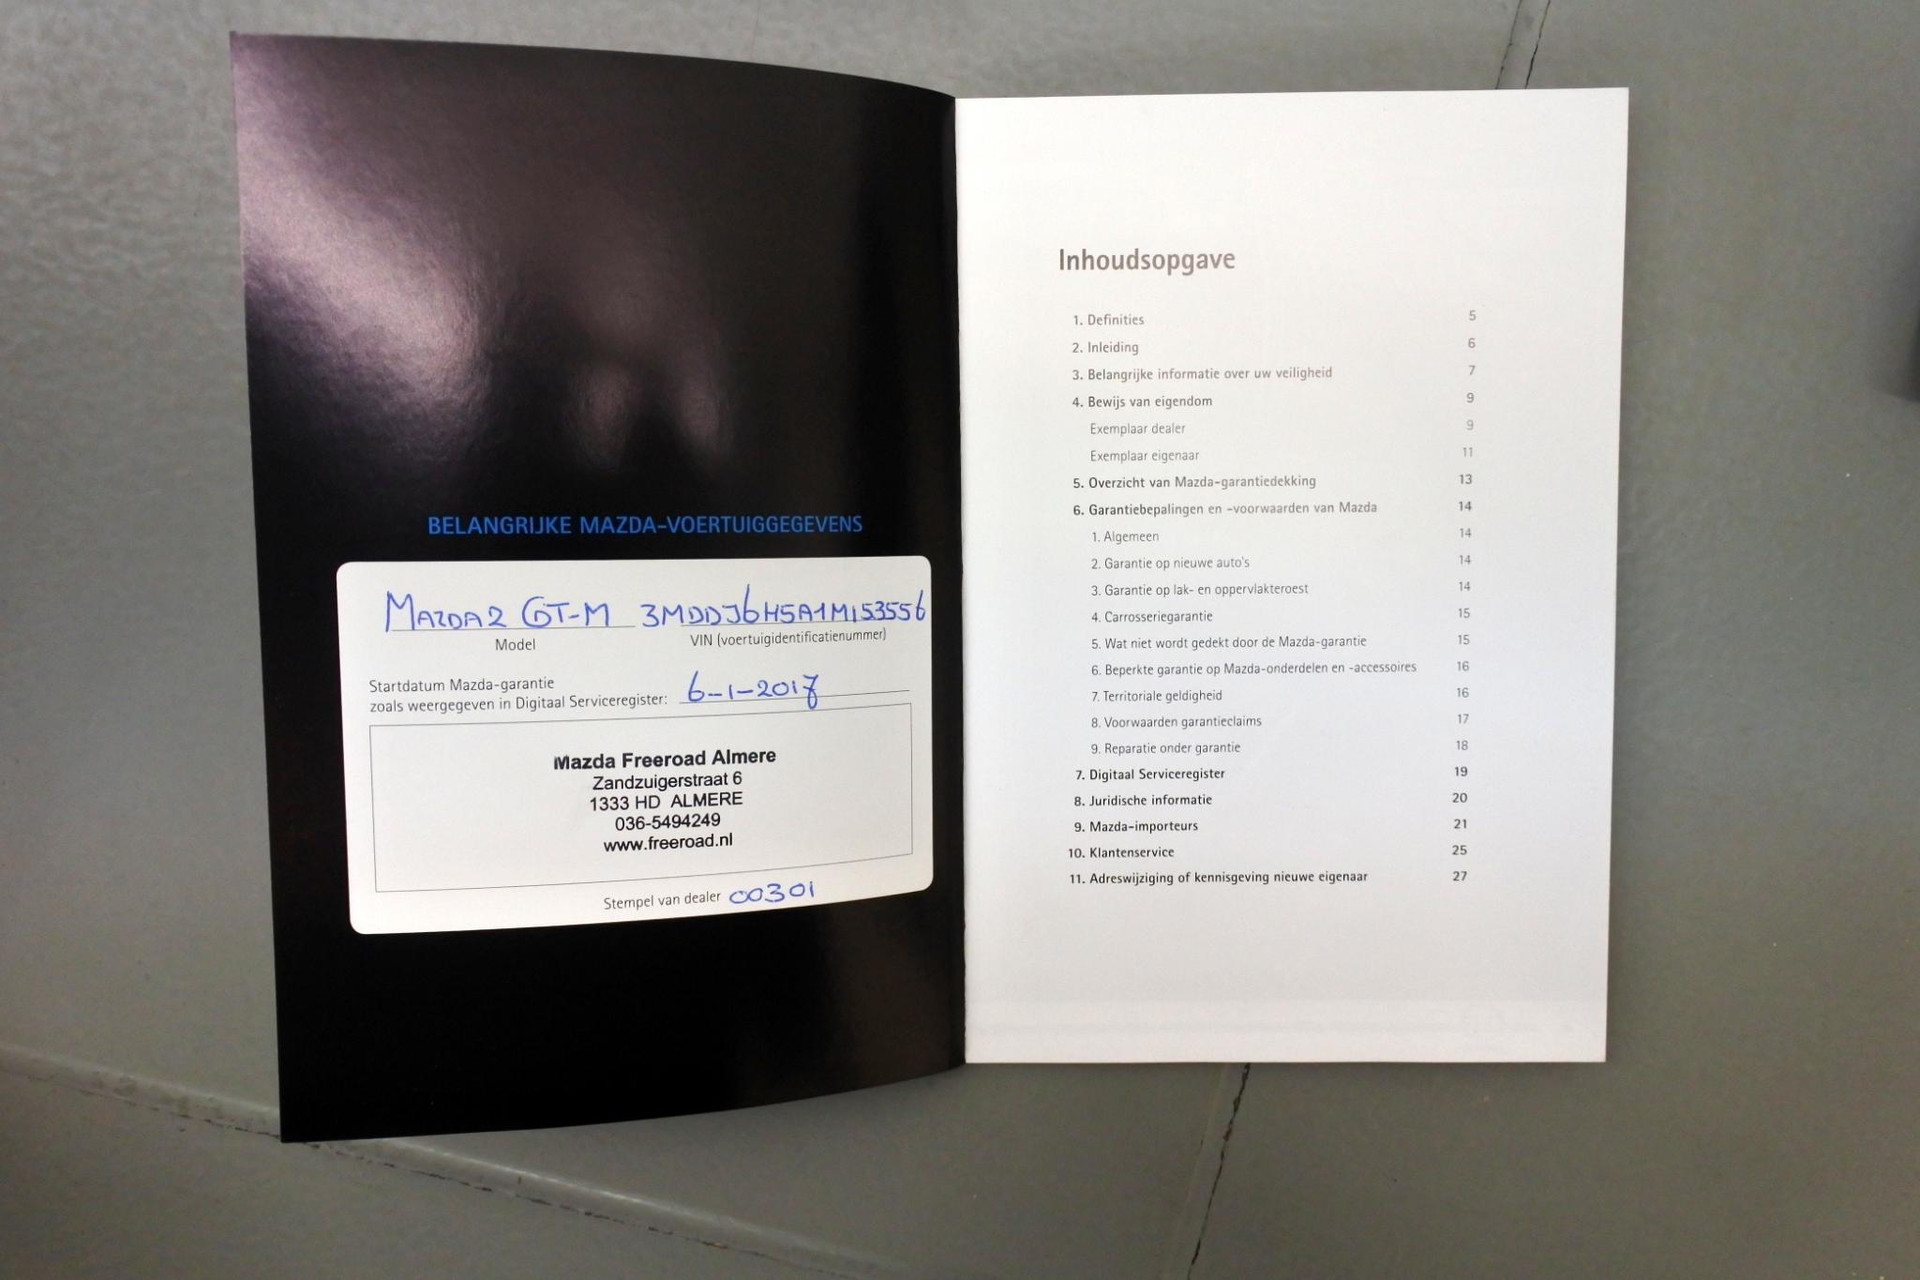 BELANGRIJKE MAZDA-VOERTUIGGEGEVENS
MAZDA2 GT-M 3MDDJ6H5A1M153556
Model VIN (voertuigidentificatienummer)
Startdatum Mazda-garantie
zoals weergegeven in Digitaal Serviceregister: 6-1-2017
Mazda Freeroad Almere
Zandzuigerstraat 6
1333 HD ALMERE
036-5494249
www.freeroad.nl
Stempel van dealer 00301
Inhoudsopgave
1. Definities 5
2. Inleiding 6
3. Belangrijke informatie over uw veiligheid 7
4. Bewijs van eigendom 9
Exemplaar dealer 9
Exemplaar eigenaar 11
5. Overzicht van Mazda-garantiedekking 13
6. Garantiebepalingen en -voorwaarden van Mazda 14
1. Algemeen 14
2. Garantie op nieuwe auto's 14
3. Garantie op lak- en oppervlakteroest 14
4. Carrosseriegarantie 15
5. Wat niet wordt gedekt door de Mazda-garantie 15
6. Beperkte garantie op Mazda-onderdelen en -accessoires 16
7. Territoriale geldigheid 16
8. Voorwaarden garantieclaims 17
9. Reparatie onder garantie 18
7. Digitaal Serviceregister 19
8. Juridische informatie 20
9. Mazda-importeurs 21
10. Klantenservice 25
11. Adreswijziging of kennisgeving nieuwe eigenaar 27